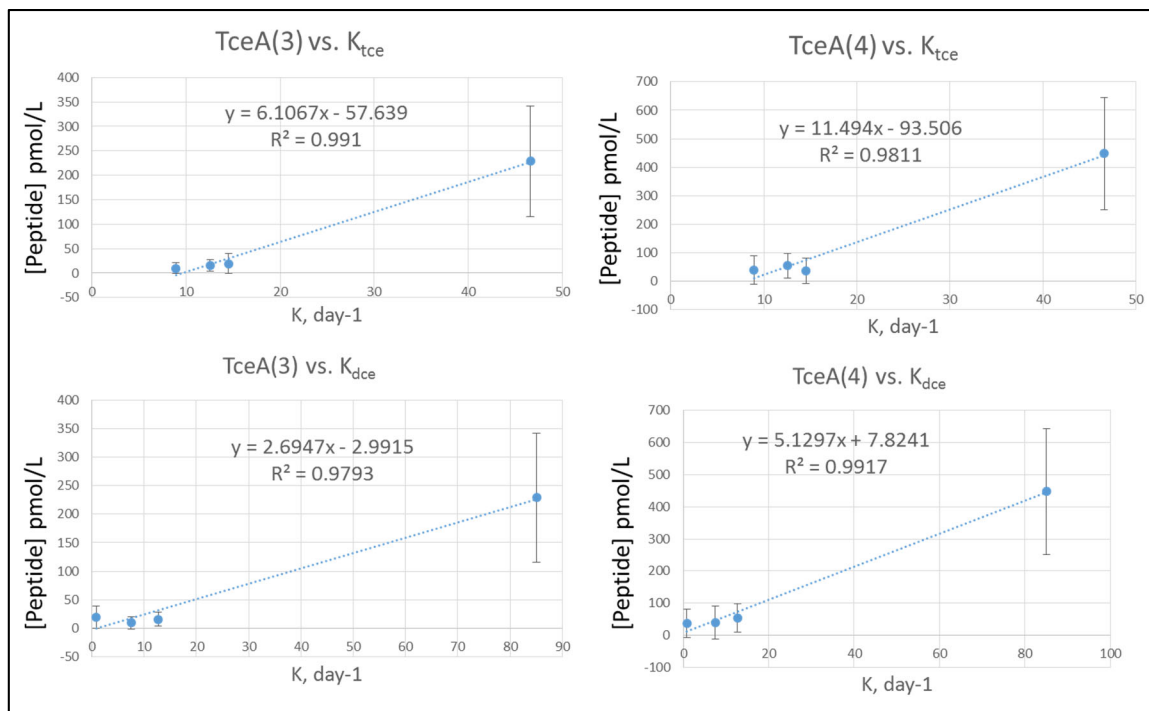 TceA(3) vs. Ktce
y = 6.1067x - 57.639
R² = 0.991
[Peptide] pmol/L
400
350
300
250
200
150
100
50
0
-50
0 10 20 30 40 50
K, day-1
TceA(4) vs. Ktce
y = 11.494x - 93.506
R² = 0.9811
[Peptide] pmol/L
700
600
500
400
300
200
100
0
-100
0 10 20 30 40 50
K, day-1
TceA(3) vs. Kdce
y = 2.6947x - 2.9915
R² = 0.9793
[Peptide] pmol/L
400
350
300
250
200
150
100
50
0
-50
0 10 20 30 40 50 60 70 80 90
K, day-1
TceA(4) vs. Kdce
y = 5.1297x + 7.8241
R² = 0.9917
[Peptide] pmol/L
700
600
500
400
300
200
100
0
-100
0 20 40 60 80 100
K, day-1